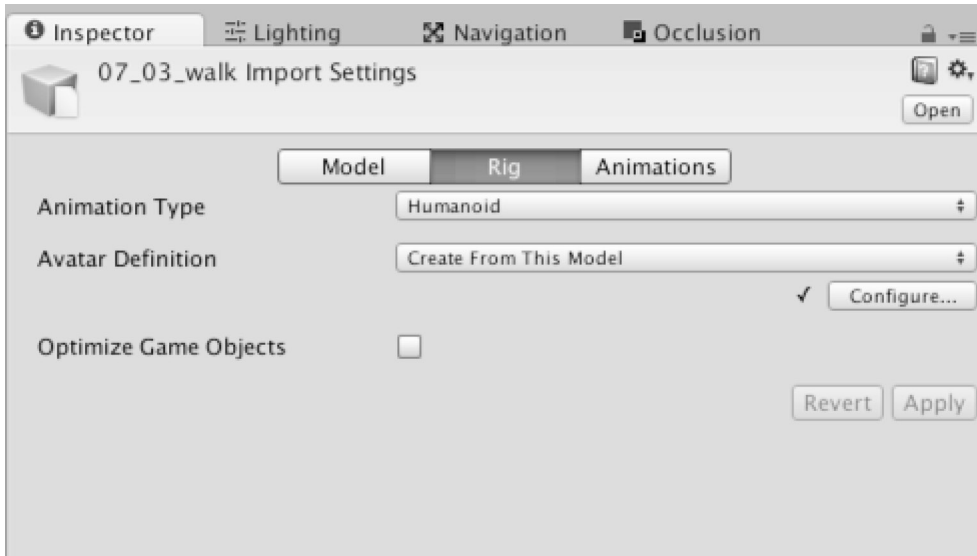 Inspector Lighting Navigation Occlusion
07_03_walk Import Settings
Open
Model Rig Animations
Animation Type Humanoid
Avatar Definition Create From This Model
✓ Configure...
Optimize Game Objects
Revert Apply